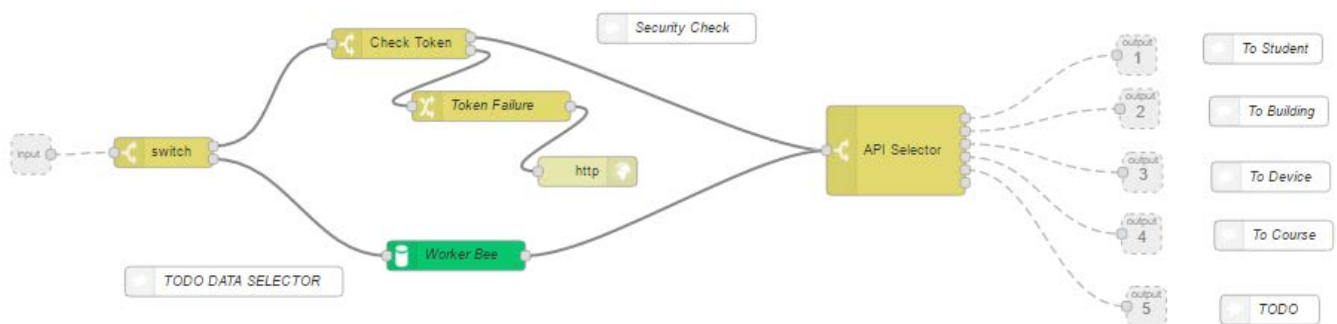 Security Check
Check Token
Token Failure
http
input
switch
Worker Bee
TODO DATA SELECTOR
API Selector
output
1
To Student
output
2
To Building
output
3
To Device
output
4
To Course
output
5
TODO